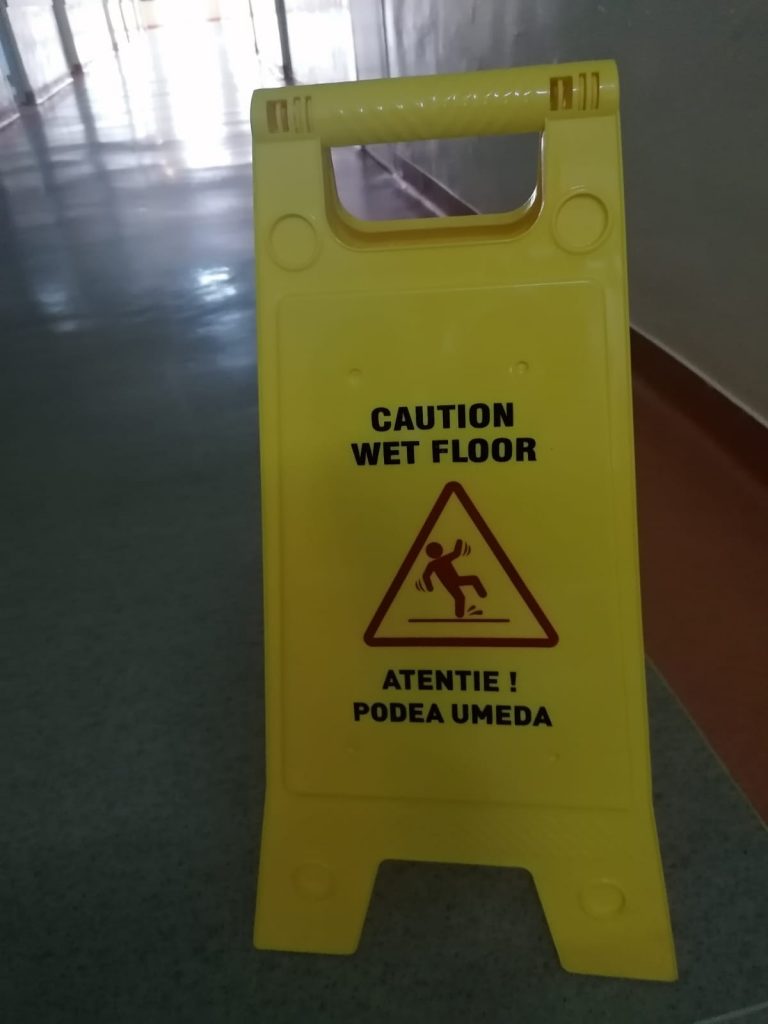 CAUTION
WET FLOOR
ATENTIE !
PODEA UMEDA